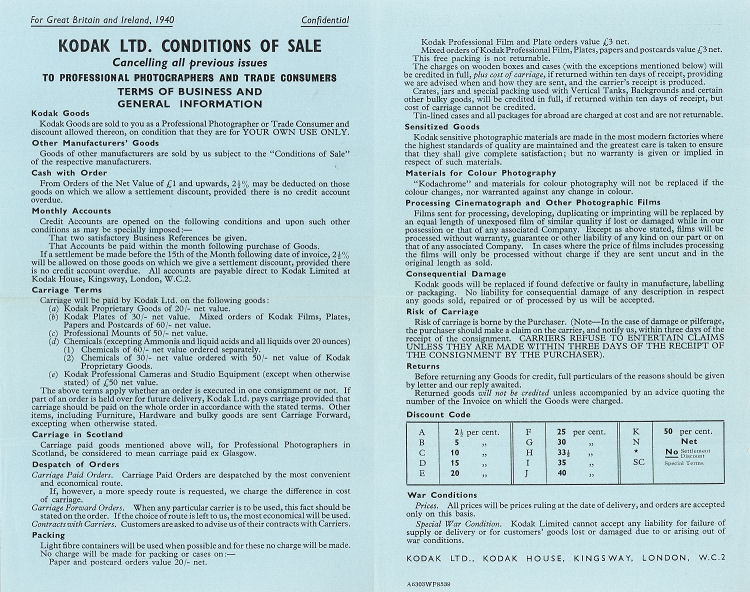 For Great Britain and Ireland, 1940
Confidential
KODAK LTD. CONDITIONS OF SALE
Cancelling all previous issues
TO PROFESSIONAL PHOTOGRAPHERS AND TRADE CONSUMERS
TERMS OF BUSINESS AND
GENERAL INFORMATION
Kodak Goods
Kodak Goods are sold to you as a Professional Photographer or Trade Consumer and
discount allowed thereon, on condition that they are for YOUR OWN USE ONLY.
Other Manufacturers' Goods
Goods of other manufacturers are sold by us subject to the "Conditions of Sale"
of the respective manufacturers.
Cash with Order
From Orders of the Net Value of £1 and upwards, 2½% may be deducted on those
goods on which we allow a settlement discount, provided there is no credit account
overdue.
Monthly Accounts
Credit Accounts are opened on the following conditions and upon such other
conditions as may be specially imposed:—
That two satisfactory Business References be given.
That Accounts be paid within the month following purchase of Goods.
If a settlement be made before the 15th of the Month following date of invoice, 2½%
will be allowed on those goods on which we give a settlement discount, provided there
is no credit account overdue. All accounts are payable direct to Kodak Limited at
Kodak House, Kingsway, London, W.C.2.
Carriage Terms
Carriage will be paid by Kodak Ltd. on the following goods:
(a) Kodak Proprietary Goods of 20/- net value.
(b) Kodak Plates of 30/- net value. Mixed orders of Kodak Films, Plates,
Papers and Postcards of 60/- net value.
(c) Professional Mounts of 50/- net value.
(d) Chemicals (excepting Ammonia and liquid acids and all liquids over 20 ounces)
(1) Chemicals of 60/- net value ordered separately.
(2) Chemicals of 30/- net value ordered with 50/- net value of Kodak
Proprietary Goods.
(e) Kodak Professional Cameras and Studio Equipment (except when otherwise
stated) of £50 net value.
The above terms apply whether an order is executed in one consignment or not. If
part of an order is held over for future delivery, Kodak Ltd. pays carriage provided that
carriage should be paid on the whole order in accordance with the stated terms. Other
items, including Furniture, Hardware and bulky goods are sent Carriage Forward,
excepting when otherwise stated.
Carriage in Scotland
Carriage paid goods mentioned above will, for Professional Photographers in
Scotland, be considered to mean carriage paid ex Glasgow.
Despatch of Orders
Carriage Paid Orders. Carriage Paid Orders are despatched by the most convenient
and economical route.
If, however, a more speedy route is requested, we charge the difference in cost
of carriage.
Carriage Forward Orders. When any particular carrier is to be used, this fact should be
stated on the order. If the choice of route is left to us, the most economical will be used.
Contracts with Carriers. Customers are asked to advise us of their contracts with Carriers.
Packing
Light fibre containers will be used when possible and for these no charge will be made.
No charge will be made for packing or cases on:—
Paper and postcard orders value 20/- net.
Kodak Professional Film and Plate orders value £3 net.
Mixed orders of Kodak Professional Film, Plates, papers and postcards value £3 net.
This free packing is not returnable.
The charges on wooden boxes and cases (with the exceptions mentioned below) will
be credited in full, plus cost of carriage, if returned within ten days of receipt, providing
we are advised when and how they are sent, and the carrier's receipt is produced.
Crates, jars and special packing used with Vertical Tanks, Backgrounds and certain
other bulky goods, will be credited in full, if returned within ten days of receipt, but
cost of carriage cannot be credited.
Tin-lined cases and all packages for abroad are charged at cost and are not returnable.
Sensitized Goods
Kodak sensitive photographic materials are made in the most modern factories where
the highest standards of quality are maintained and the greatest care is taken to ensure
that they shall give complete satisfaction; but no warranty is given or implied in
respect of such materials.
Materials for Colour Photography
"Kodachrome" and materials for colour photography will not be replaced if the
colour changes, nor warranted against any change in colour.
Processing Cinematograph and Other Photographic Films
Films sent for processing, developing, duplicating or imprinting will be replaced by
an equal length of unexposed film of similar quality if lost or damaged while in our
possession or that of any associated Company. Except as above stated, films will be
processed without warranty, guarantee or other liability of any kind on our part or on
that of any associated Company. In cases where the price of films includes processing
the films will only be processed without charge if they are sent uncut and in the
original length as sold.
Consequential Damage
Kodak goods will be replaced if found defective or faulty in manufacture, labelling
or packaging. No liability for consequential damage of any description in respect
any goods sold, repaired or of processed by us will be accepted.
Risk of Carriage
Risk of carriage is borne by the Purchaser. (Note—In the case of damage or pilferage,
the purchaser should make a claim on the carrier, and notify us, within three days of the
receipt of the consignment. CARRIERS REFUSE TO ENTERTAIN CLAIMS
UNLESS THEY ARE MADE WITHIN THREE DAYS OF THE RECEIPT OF
THE CONSIGNMENT BY THE PURCHASER).
Returns
Before returning any Goods for credit, full particulars of the reasons should be given
by letter and our reply awaited.
Returned goods will not be credited unless accompanied by an advice quoting the
number of the Invoice on which the Goods were charged.
Discount Code
A 2½ per cent. F 25 per cent. K 50 per cent.
B 5 ,, G 30 ,, N Net
C 10 ,, H 33⅓ ,, * No Settlement Discount
D 15 ,, I 35 ,, SC Special Terms
E 20 ,, J 40 ,,
War Conditions
Prices. All prices will be prices ruling at the date of delivery, and orders are accepted
only on this basis.
Special War Condition. Kodak Limited cannot accept any liability for failure of
supply or delivery or for customers' goods lost or damaged due to or arising out of
war conditions.
KODAK LTD., KODAK HOUSE, KINGSWAY, LONDON, W.C.2
A6303WP8539